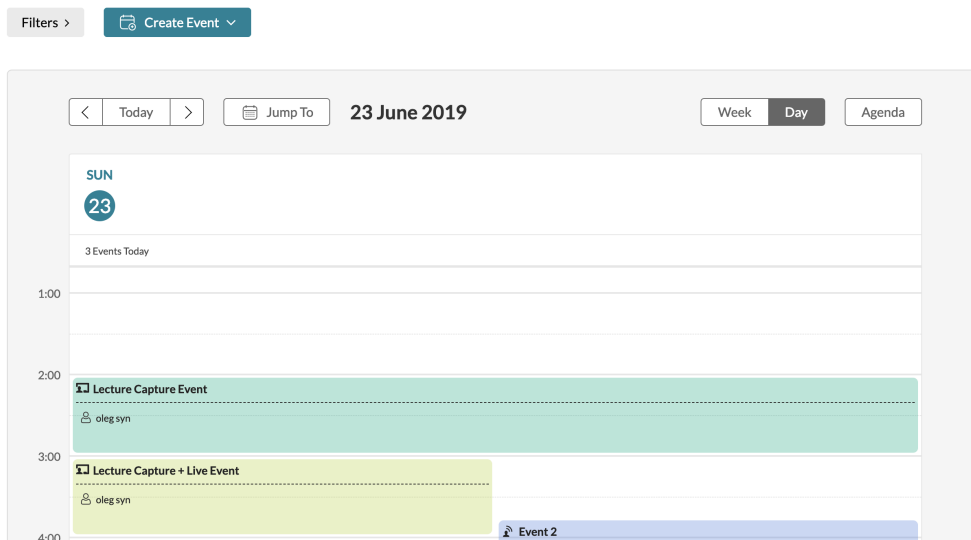 Filters >
Create Event
Today
Jump To
23 June 2019
Week
Day
Agenda
SUN
23
3 Events Today
1:00
2:00
Lecture Capture Event
oleg syn
3:00
Lecture Capture + Live Event
oleg syn
Event 2
4:00